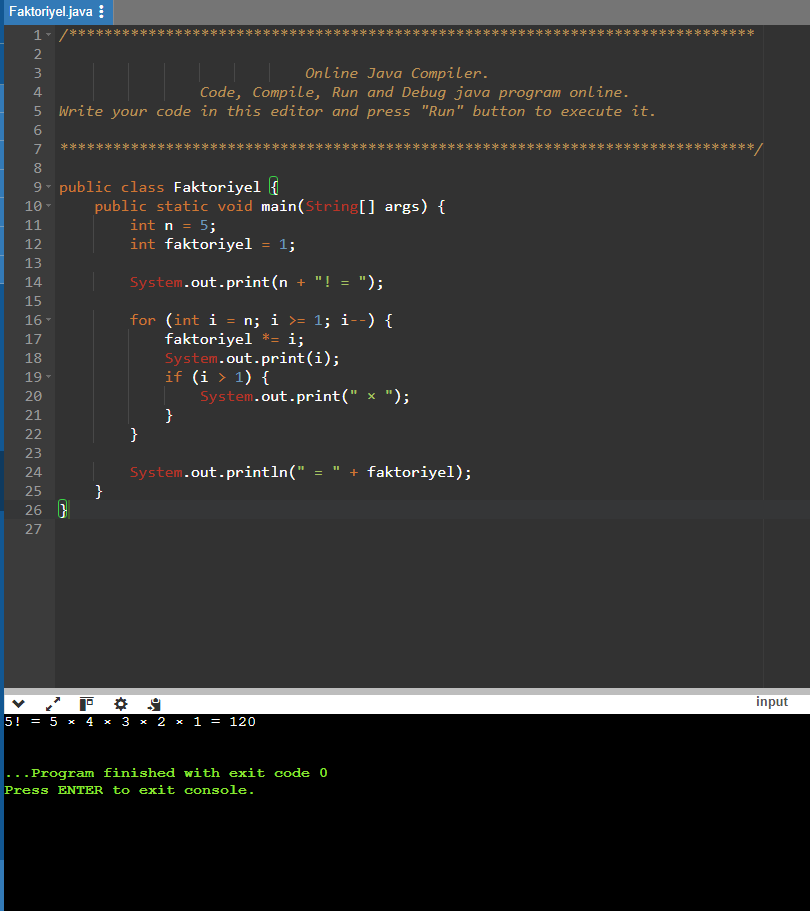 Faktoriyel.java
1 /******************************************************************************
2
3 Online Java Compiler.
4 Code, Compile, Run and Debug java program online.
5 Write your code in this editor and press "Run" button to execute it.
6
7 *******************************************************************************/
8
9 public class Faktoriyel {
10     public static void main(String[] args) {
11         int n = 5;
12         int faktoriyel = 1;
13
14         System.out.print(n + "! = ");
15
16         for (int i = n; i >= 1; i--) {
17             faktoriyel *= i;
18             System.out.print(i);
19             if (i > 1) {
20                 System.out.print(" × ");
21             }
22         }
23
24         System.out.println(" = " + faktoriyel);
25     }
26 }
27
input
5! = 5 × 4 × 3 × 2 × 1 = 120
...Program finished with exit code 0
Press ENTER to exit console.